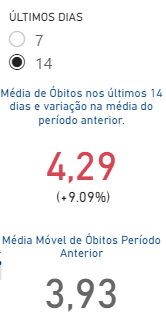 ÚLTIMOS DIAS
7
14
Média de Óbitos nos últimos 14
dias e variação na média do
período anterior.
4,29
(+9.09%)
Média Móvel de Óbitos Período
Anterior
3,93